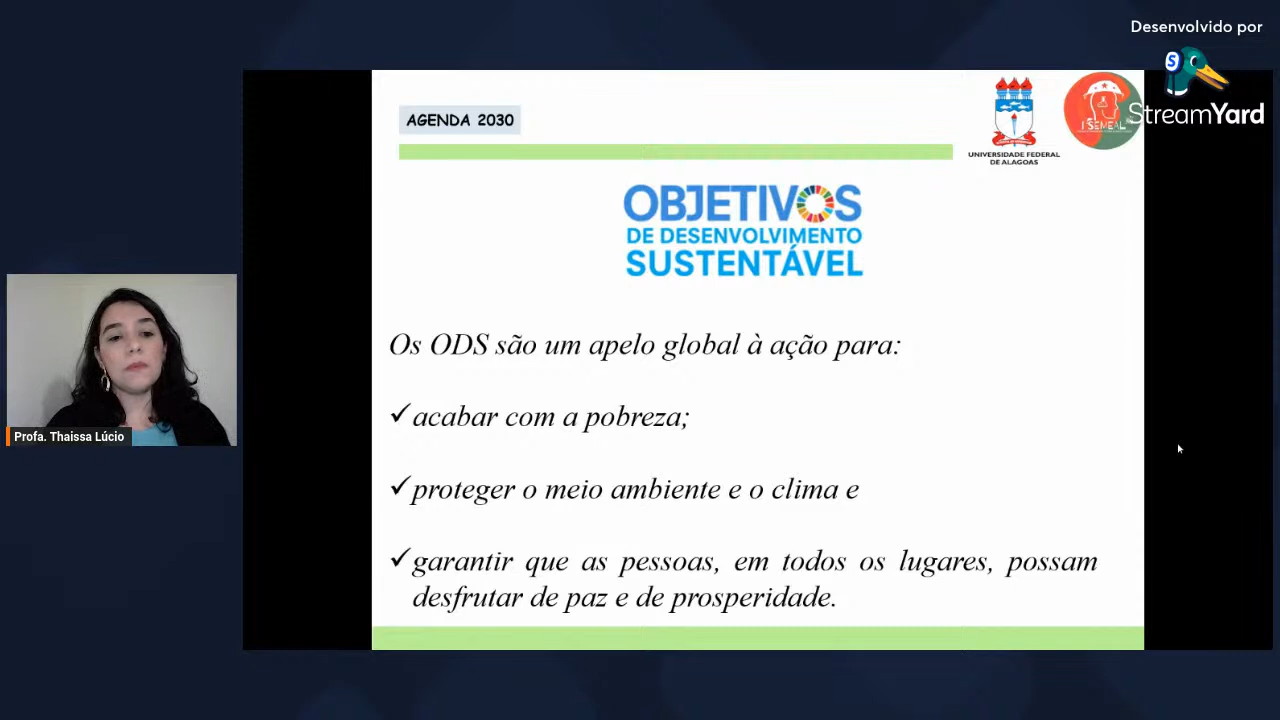 Desenvolvido por
StreamYard
AGENDA 2030
UNIVERSIDADE FEDERAL
DE ALAGOAS
I SEMEAL
OBJETIVOS
DE DESENVOLVIMENTO
SUSTENTÁVEL
Os ODS são um apelo global à ação para:
✓acabar com a pobreza;
✓proteger o meio ambiente e o clima e
✓garantir que as pessoas, em todos os lugares, possam
desfrutar de paz e de prosperidade.
Profa. Thaissa Lúcio